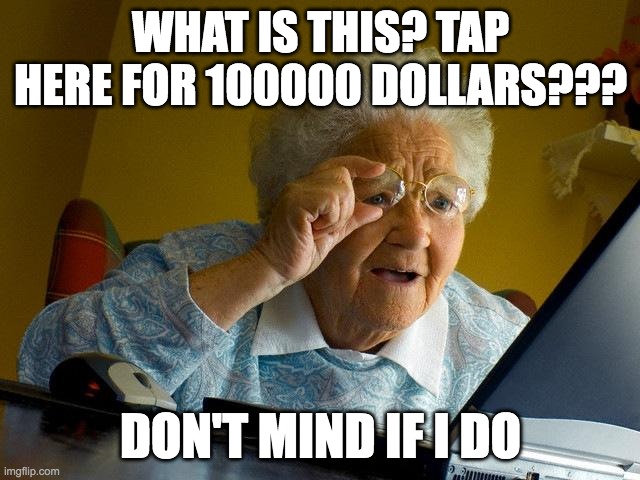 WHAT IS THIS? TAP
HERE FOR 100000 DOLLARS???
DON'T MIND IF I DO
imgflip.com